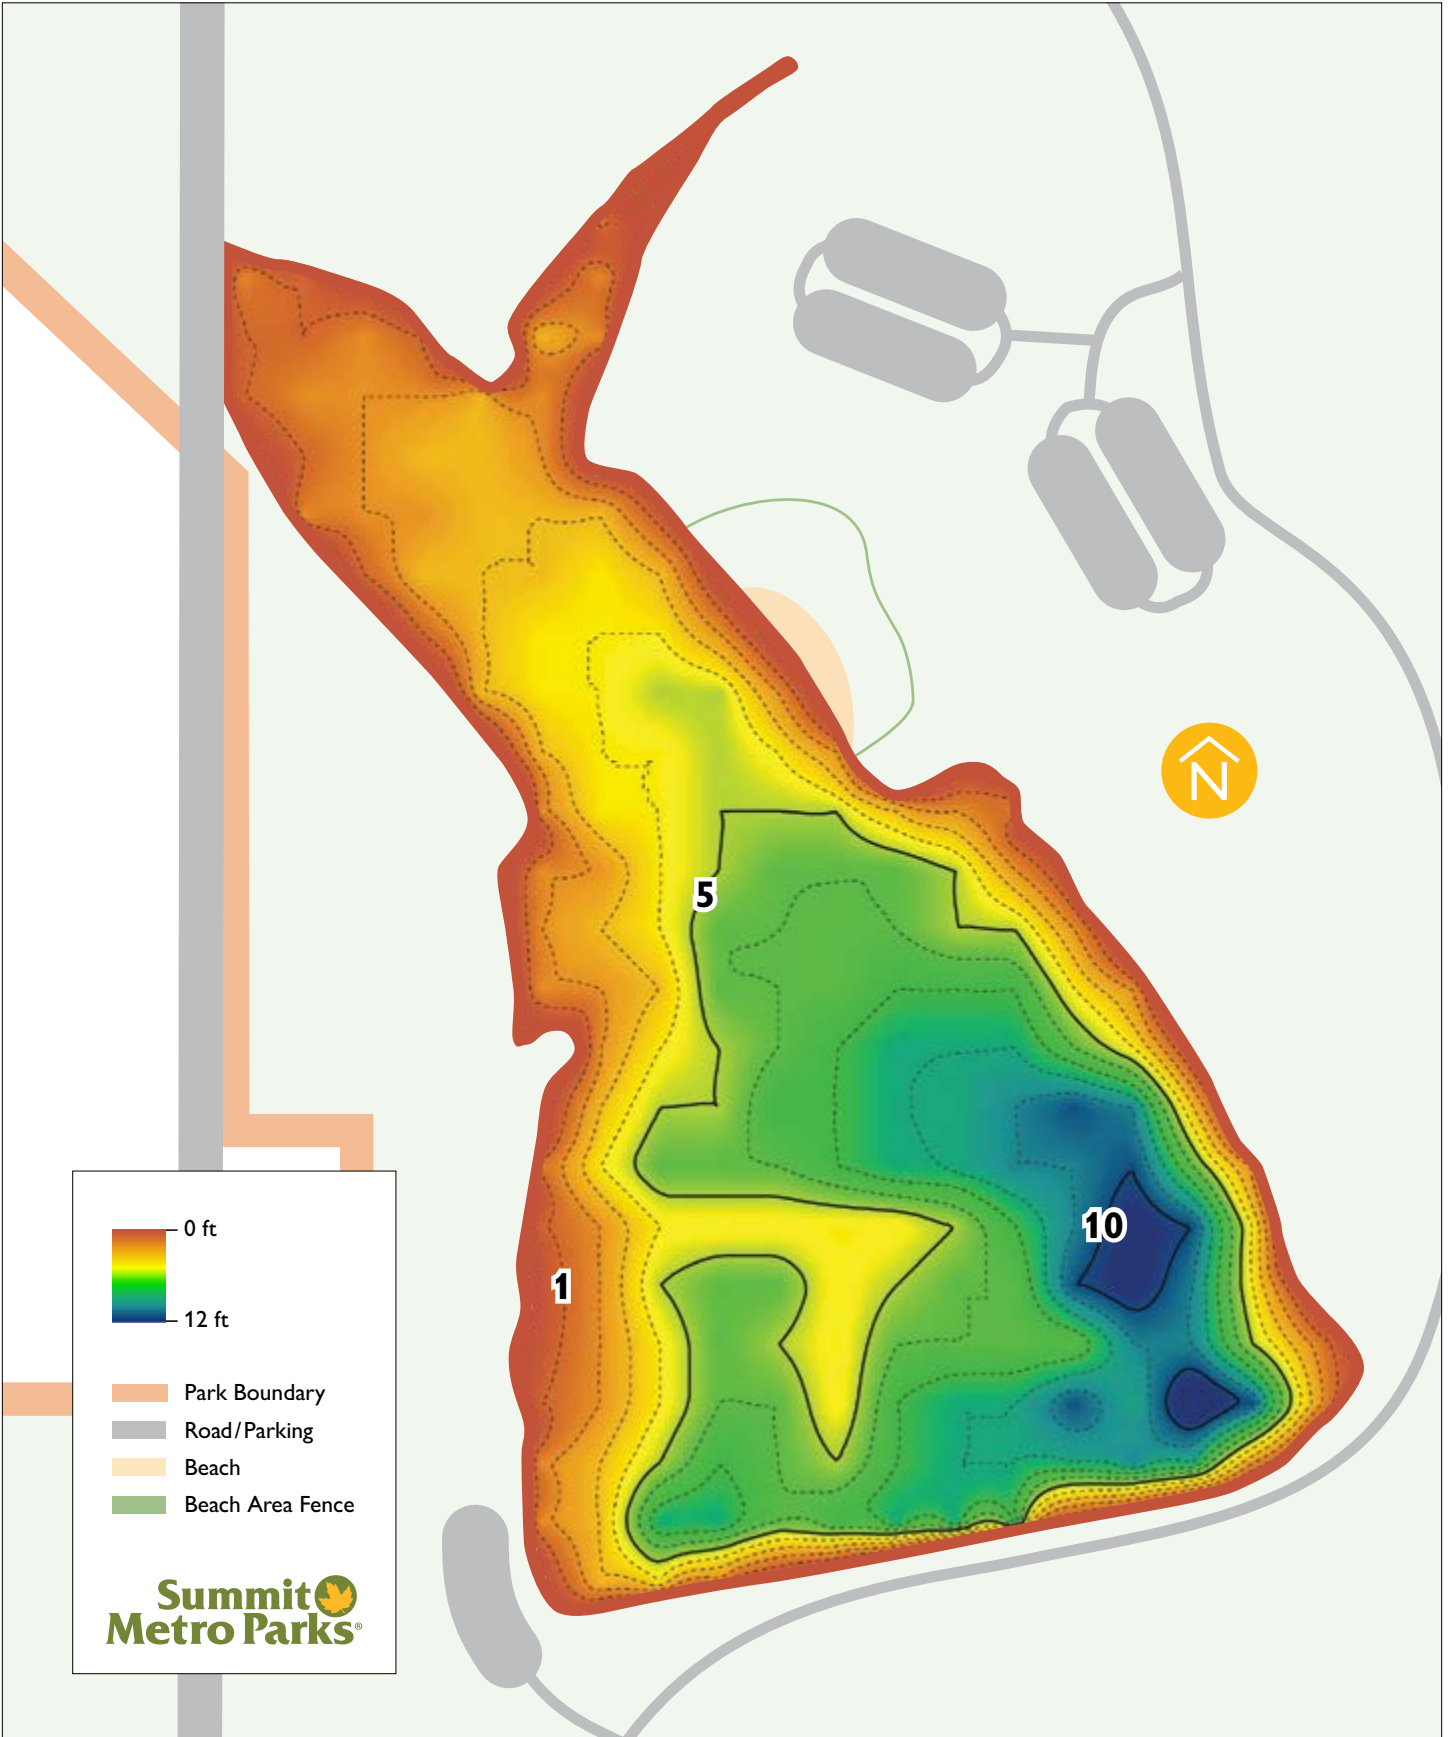 N
5
10
1
0 ft
12 ft
Park Boundary
Road/Parking
Beach
Beach Area Fence
Summit
Metro Parks®